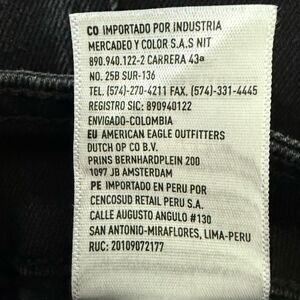 CO IMPORTADO POR INDUSTRIA
MERCADEO Y COLOR S.A.S NIT
890.940.122-2 CARRERA 43ª
NO. 25B SUR-136
TEL. (574)-270-4211 FAX. (574)-331-4445
REGISTRO SIC: 890940122
ENVIGADO-COLOMBIA
EU AMERICAN EAGLE OUTFITTERS
DUTCH OP CO B.V.
PRINS BERNHARDPLEIN 200
1097 JB AMSTERDAM
PE IMPORTADO EN PERU POR
CENCOSUD RETAIL PERU S.A.
CALLE AUGUSTO ANGULO #130
SAN ANTONIO-MIRAFLORES, LIMA-PERU
RUC: 20109072177